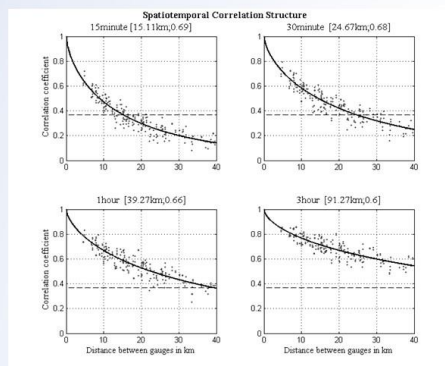 Spatiotemporal Correlation Structure
15minute [15.11km;0.69]
30minute [24.67km;0.68]
Correlation coefficient
1
0.8
0.6
0.4
0.2
0
0 10 20 30 40
1
0.8
0.6
0.4
0.2
0
0 10 20 30 40
1hour [39.27km;0.66]
3hour [91.27km;0.6]
Correlation coefficient
1
0.8
0.6
0.4
0.2
0
0 10 20 30 40
Distance between gauges in km
1
0.8
0.6
0.4
0.2
0
0 10 20 30 40
Distance between gauges in km